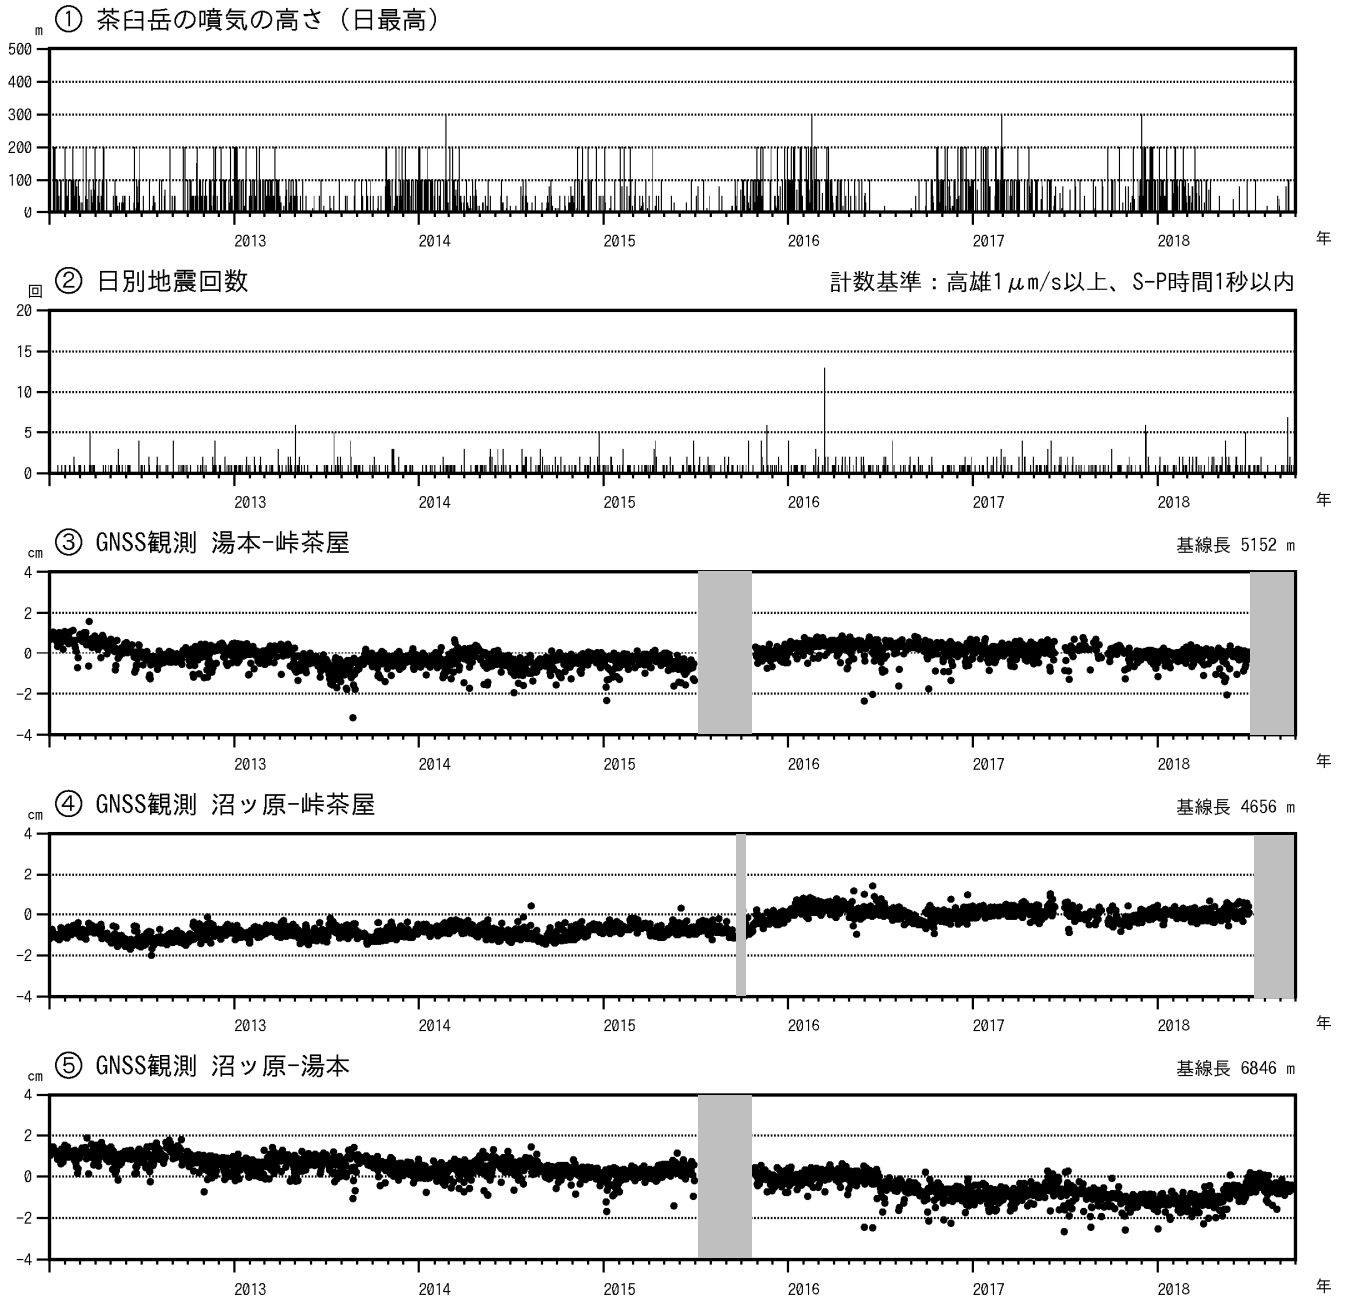 ① 茶臼岳の噴気の高さ（日最高）
m
500
400
300
200
100
0
2013 2014 2015 2016 2017 2018 年
② 日別地震回数 計数基準：高雄1μm/s以上、S-P時間1秒以内
回
20
15
10
5
0
2013 2014 2015 2016 2017 2018 年
③ GNSS観測 湯本-峠茶屋 基線長 5152 m
cm
4
2
0
-2
-4
2013 2014 2015 2016 2017 2018 年
④ GNSS観測 沼ッ原-峠茶屋 基線長 4656 m
cm
4
2
0
-2
-4
2013 2014 2015 2016 2017 2018 年
⑤ GNSS観測 沼ッ原-湯本 基線長 6846 m
cm
4
2
0
-2
-4
2013 2014 2015 2016 2017 2018 年